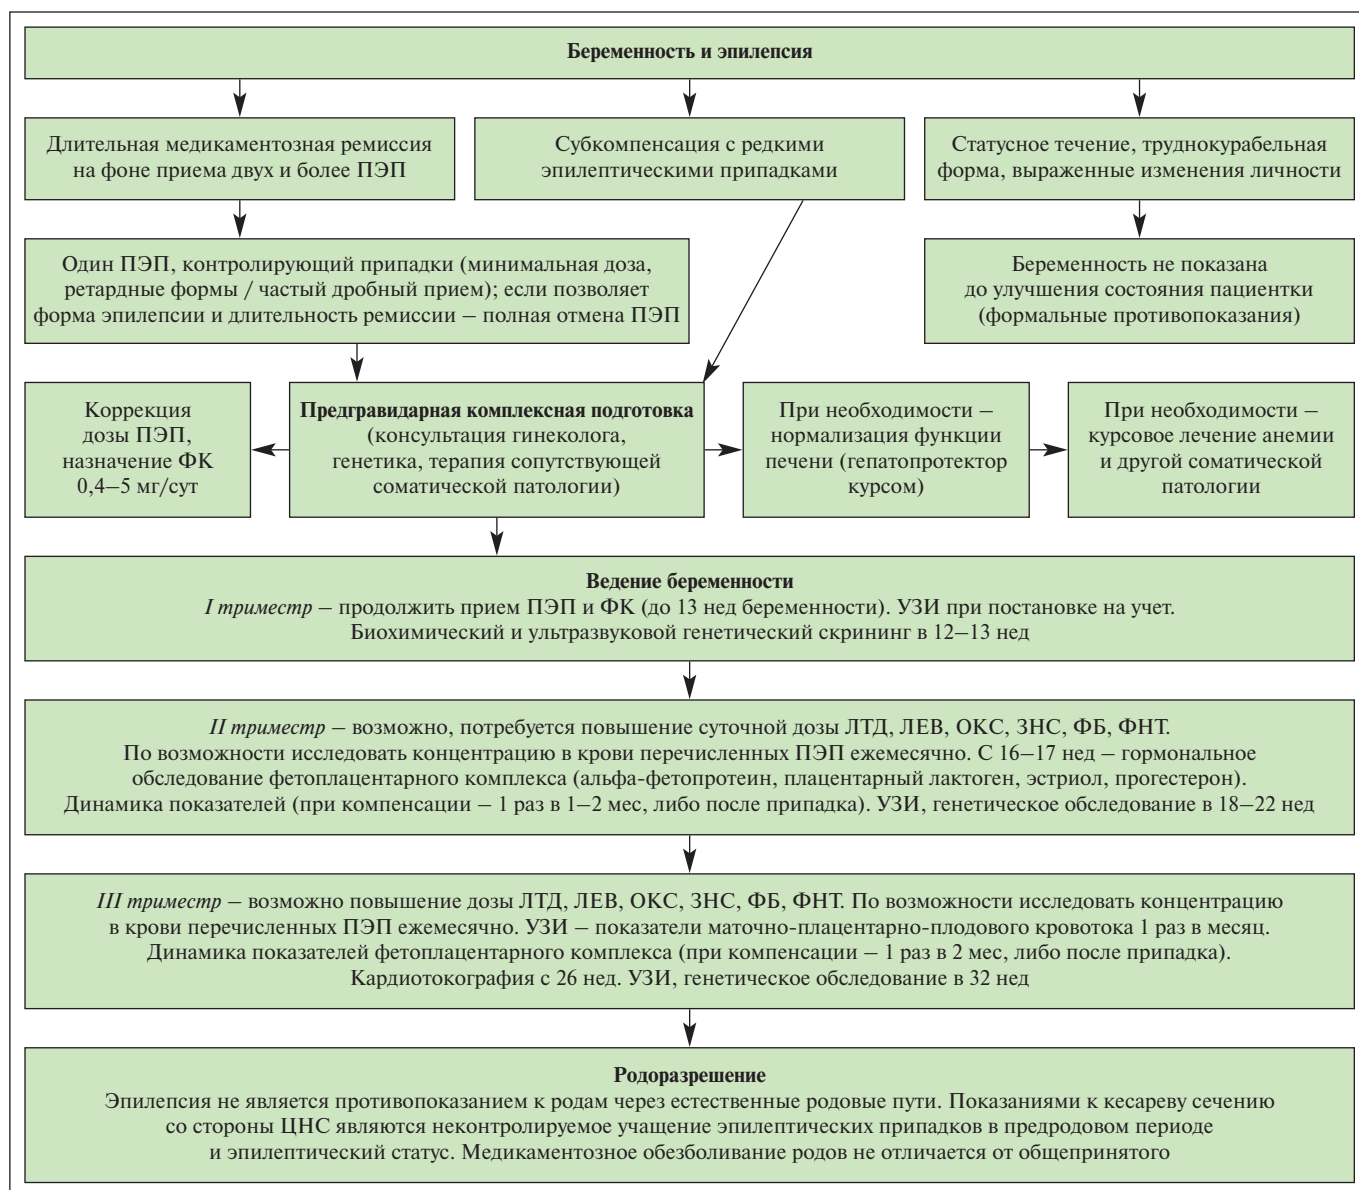 Беременность и эпилепсия
Длительная медикаментозная ремиссия
на фоне приема двух и более ПЭП
Субкомпенсация с редкими
эпилептическими припадками
Статусное течение, труднокурабельная
форма, выраженные изменения личности
Один ПЭП, контролирующий припадки (минимальная доза,
ретардные формы / частый дробный прием); если позволяет
форма эпилепсии и длительность ремиссии – полная отмена ПЭП
Беременность не показана
до улучшения состояния пациентки
(формальные противопоказания)
Коррекция
дозы ПЭП,
назначение ФК
0,4–5 мг/сут
Предгравидарная комплексная подготовка
(консультация гинеколога,
генетика, терапия сопутствующей
соматической патологии)
При необходимости –
нормализация функции
печени (гепатопротектор
курсом)
При необходимости –
курсовое лечение анемии
и другой соматической
патологии
Ведение беременности
I триместр – продолжить прием ПЭП и ФК (до 13 нед беременности). УЗИ при постановке на учет.
Биохимический и ультразвуковой генетический скрининг в 12–13 нед
II триместр – возможно, потребуется повышение суточной дозы ЛТД, ЛЕВ, ОКС, ЗНС, ФБ, ФНТ.
По возможности исследовать концентрацию в крови перечисленных ПЭП ежемесячно. С 16–17 нед – гормональное
обследование фетоплацентарного комплекса (альфа-фетопротеин, плацентарный лактоген, эстриол, прогестерон).
Динамика показателей (при компенсации – 1 раз в 1–2 мес, либо после припадка). УЗИ, генетическое обследование в 18–22 нед
III триместр – возможно повышение дозы ЛТД, ЛЕВ, ОКС, ЗНС, ФБ, ФНТ. По возможности исследовать концентрацию
в крови перечисленных ПЭП ежемесячно. УЗИ – показатели маточно-плацентарно-плодового кровотока 1 раз в месяц.
Динамика показателей фетоплацентарного комплекса (при компенсации – 1 раз в 2 мес, либо после припадка).
Кардиотокография с 26 нед. УЗИ, генетическое обследование в 32 нед
Родоразрешение
Эпилепсия не является противопоказанием к родам через естественные родовые пути. Показаниями к кесареву сечению
со стороны ЦНС являются неконтролируемое учащение эпилептических припадков в предродовом периоде
и эпилептический статус. Медикаментозное обезболивание родов не отличается от общепринятого